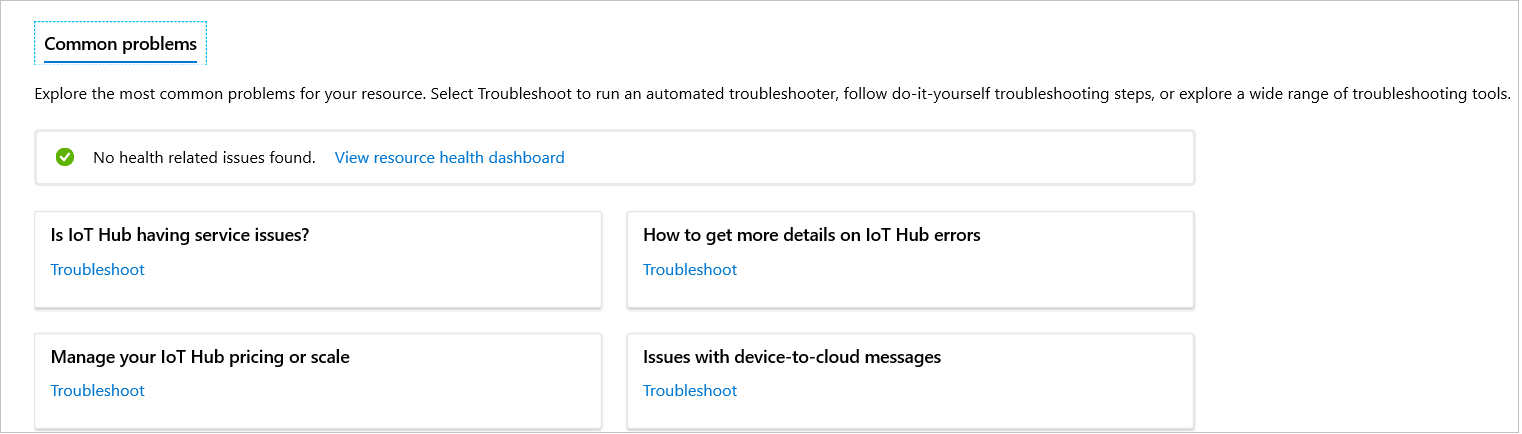 Common problems
Explore the most common problems for your resource. Select Troubleshoot to run an automated troubleshooter, follow do-it-yourself troubleshooting steps, or explore a wide range of troubleshooting tools.
No health related issues found. View resource health dashboard
Is IoT Hub having service issues?
Troubleshoot
How to get more details on IoT Hub errors
Troubleshoot
Manage your IoT Hub pricing or scale
Troubleshoot
Issues with device-to-cloud messages
Troubleshoot